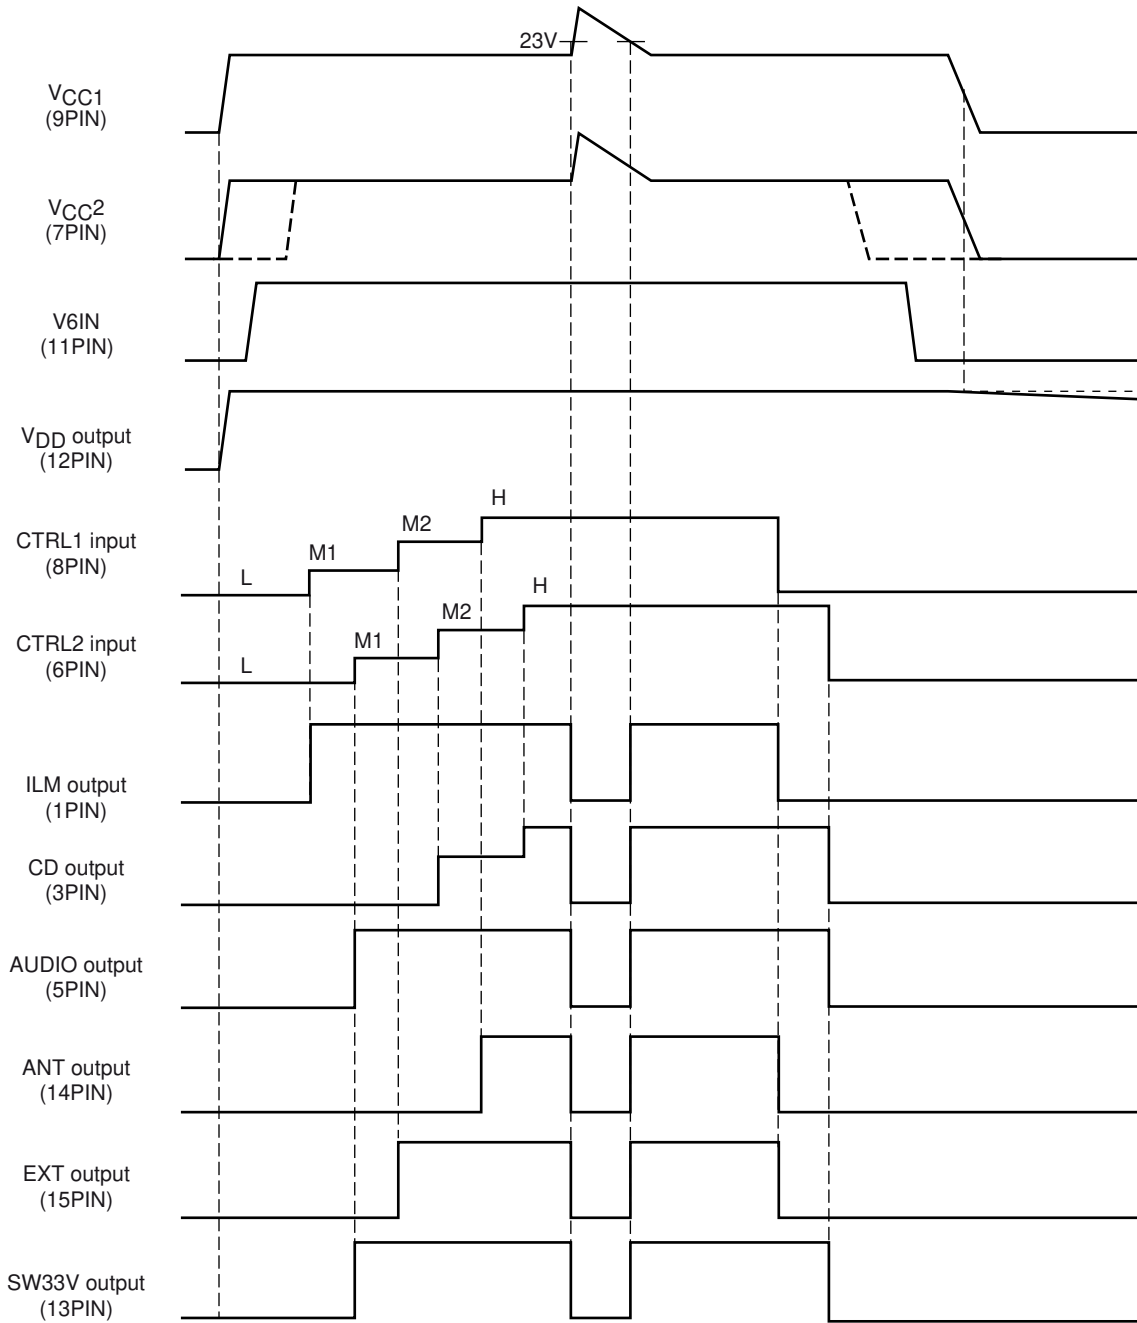 23V
VCC1
(9PIN)
VCC2
(7PIN)
V6IN
(11PIN)
VDD output
(12PIN)
H
M2
CTRL1 input
(8PIN)
M1
L
H
M2
CTRL2 input
(6PIN)
M1
L
ILM output
(1PIN)
CD output
(3PIN)
AUDIO output
(5PIN)
ANT output
(14PIN)
EXT output
(15PIN)
SW33V output
(13PIN)